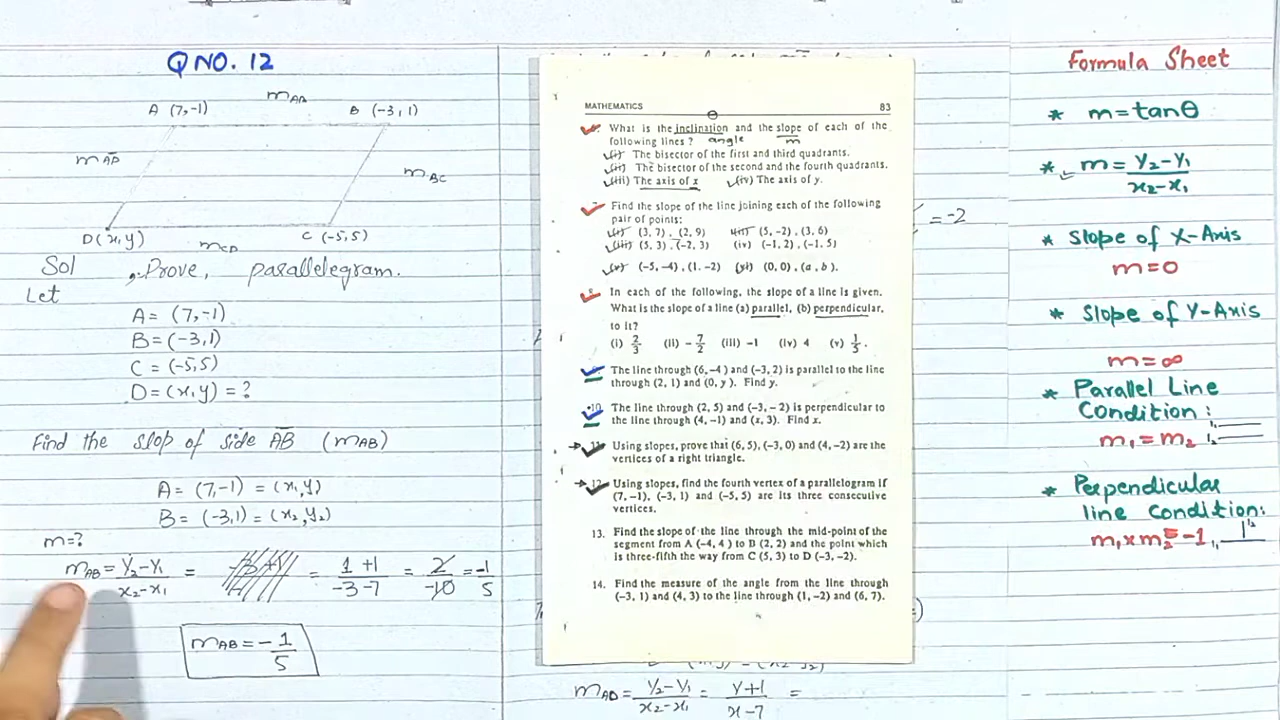 Q NO. 12
m AB
A (7,-1)
B (-3,1)
m AD
m BC
D(x,y)
m CD
C (-5,5)
Sol
Prove, parallelegram.
Let
A = (7,-1)
B = (-3,1)
C = (-5,5)
D = (x,y) = ?
Find the slop of side AB (mAB)
A = (7,-1) = (x1,y)
B = (-3,1) = (x2,y2)
m=?
mAB = y2-y1/x2-x1 = = 1+1/-3-7 = 2/-10 = -1/5
mAB = -1/5
= -2
mAD = y2-y1/x2-x1 = y+1/x-7 =
MATHEMATICS 83
θ
What is the inclination and the slope of each of the
following lines? angle m
(i) The bisector of the first and third quadrants.
(ii) The bisector of the second and the fourth quadrants.
(iii) The axis of x (iv) The axis of y.
Find the slope of the line joining each of the following
pair of points:
(i) (3, 7), (2, 9) (ii) (5, -2), (3, 6)
(iii) (5, 3), (-2, 3) (iv) (-1, 2), (-1, 5)
(v) (-5, -4), (1, -2) (vi) (0, 0), (a, b).
In each of the following, the slope of a line is given.
What is the slope of a line (a) parallel, (b) perpendicular,
to it?
(i) 2/3 (ii) -7/2 (iii) -1 (iv) 4 (v) 1/5.
The line through (6, -4) and (-3, 2) is parallel to the line
through (2, 1) and (0, y). Find y.
10 The line through (2, 5) and (-3, -2) is perpendicular to
the line through (4, -1) and (x, 3). Find x.
Using slopes, prove that (6, 5), (-3, 0) and (4, -2) are the
vertices of a right triangle.
12 Using slopes, find the fourth vertex of a parallelogram if
(7, -1), (-3, 1) and (-5, 5) are its three consecutive
vertices.
13. Find the slope of the line through the mid-point of the
segment from A (-4, 4) to B (2, 2) and the point which
is three-fifth the way from C (5, 3) to D (-3, -2).
14. Find the measure of the angle from the line through
(-3, 1) and (4, 3) to the line through (1, -2) and (6, 7).
Formula Sheet
* m=tanθ
* m = y2-y1/x2-x1
* Slope of X-Axis
m=0
* Slope of Y-Axis
m=∞
* Parallel Line
Condition :
m1 = m2
* Perpendicular
line Condition:
m1 x m2 = -1